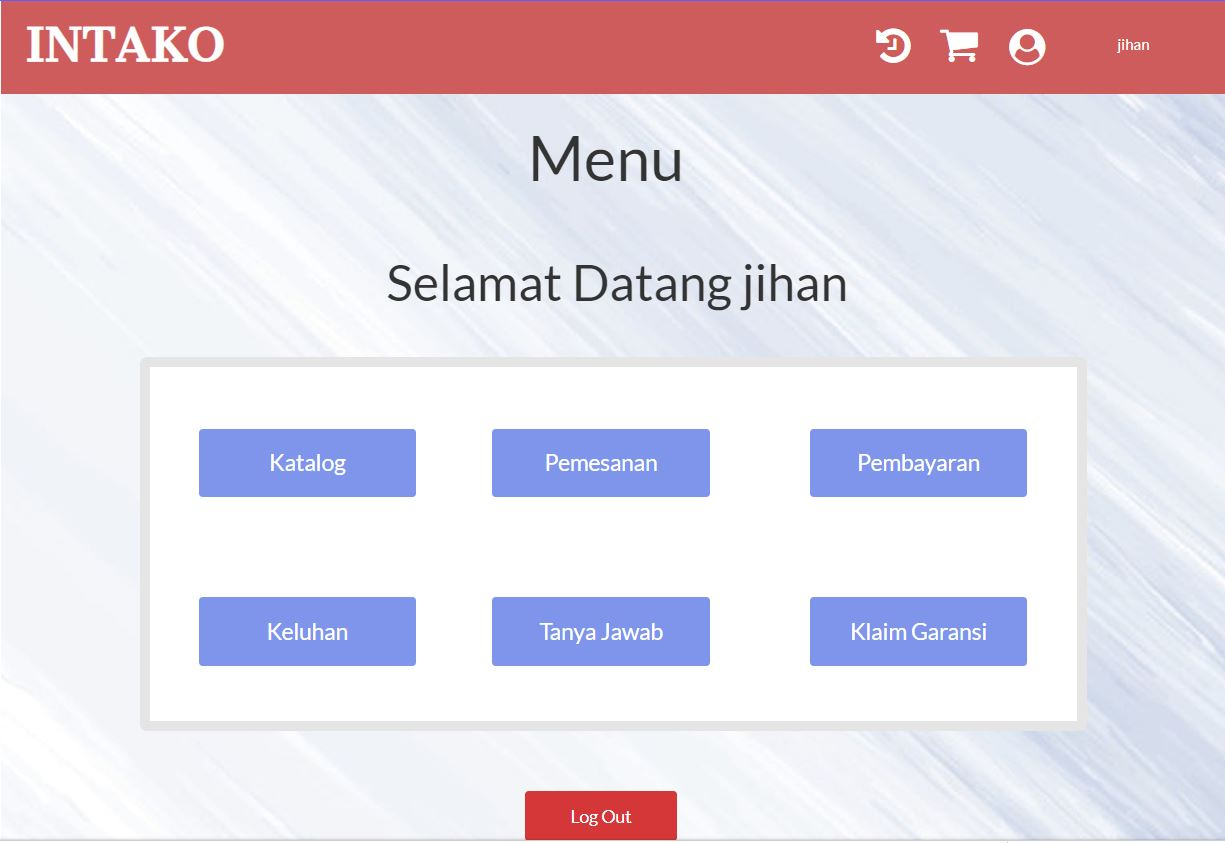 INTAKO
jihan
Menu
Selamat Datang jihan
Katalog
Pemesanan
Pembayaran
Keluhan
Tanya Jawab
Klaim Garansi
Log Out